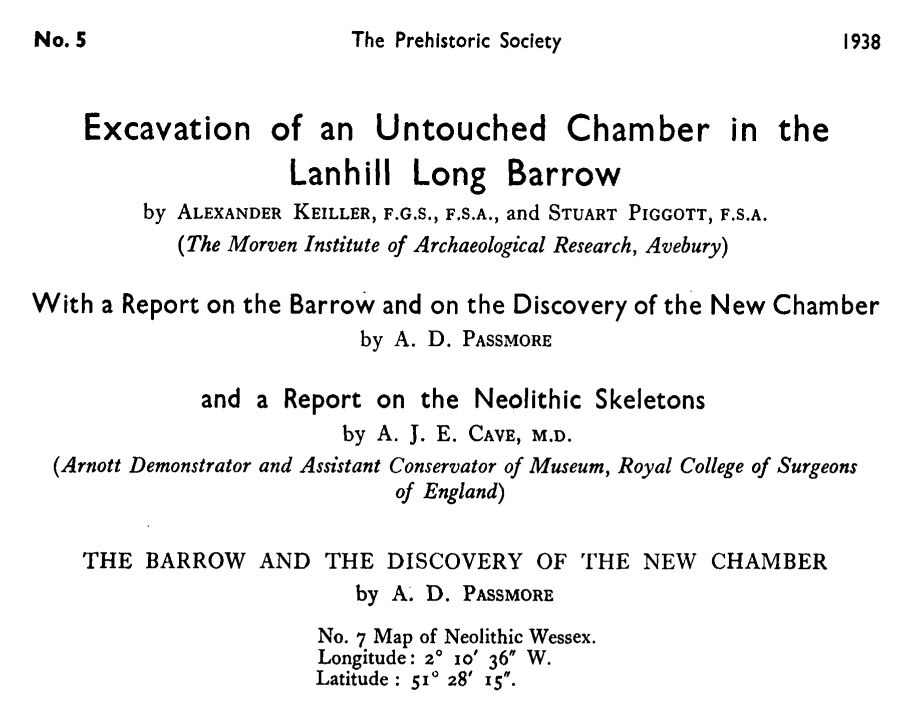 No. 5 The Prehistoric Society 1938
Excavation of an Untouched Chamber in the
Lanhill Long Barrow
by ALEXANDER KEILLER, F.G.S., F.S.A., and STUART PIGGOTT, F.S.A.
(The Morven Institute of Archaeological Research, Avebury)
With a Report on the Barrow and on the Discovery of the New Chamber
by A. D. PASSMORE
and a Report on the Neolithic Skeletons
by A. J. E. CAVE, M.D.
(Arnott Demonstrator and Assistant Conservator of Museum, Royal College of Surgeons
of England)
THE BARROW AND THE DISCOVERY OF THE NEW CHAMBER
by A. D. PASSMORE
No. 7 Map of Neolithic Wessex.
Longitude: 2° 10′ 36″ W.
Latitude : 51° 28′ 15″.